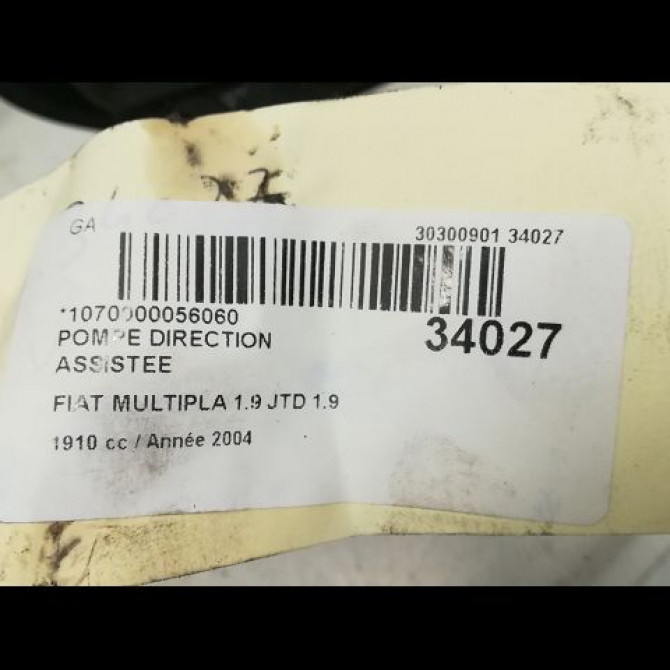 GA
30300901 34027
*1070000056060
34027
POMPE DIRECTION
ASSISTEE
FIAT MULTIPLA 1.9 JTD 1.9
1910 cc / Année 2004